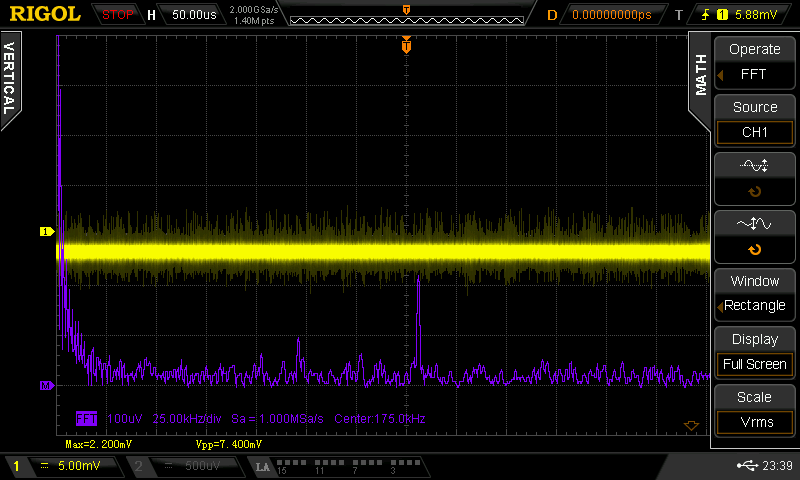 RIGOL STOP H 50.00us 2.000GSa/s 1.40Mpts D 0.00000000ps T 1 5.88mV
T
VERTICAL
MATH
Operate
FFT
Source
CH1
1
Window
Rectangle
Display
Full Screen
M
Scale
Vrms
FFT 100uV 25.00kHz/div Sa = 1.000MSa/s Center:175.0kHz
Max=2.200mV Vpp=7.400mV
1 5.00mV 2 500uV LA 15 11 7 3 23:39